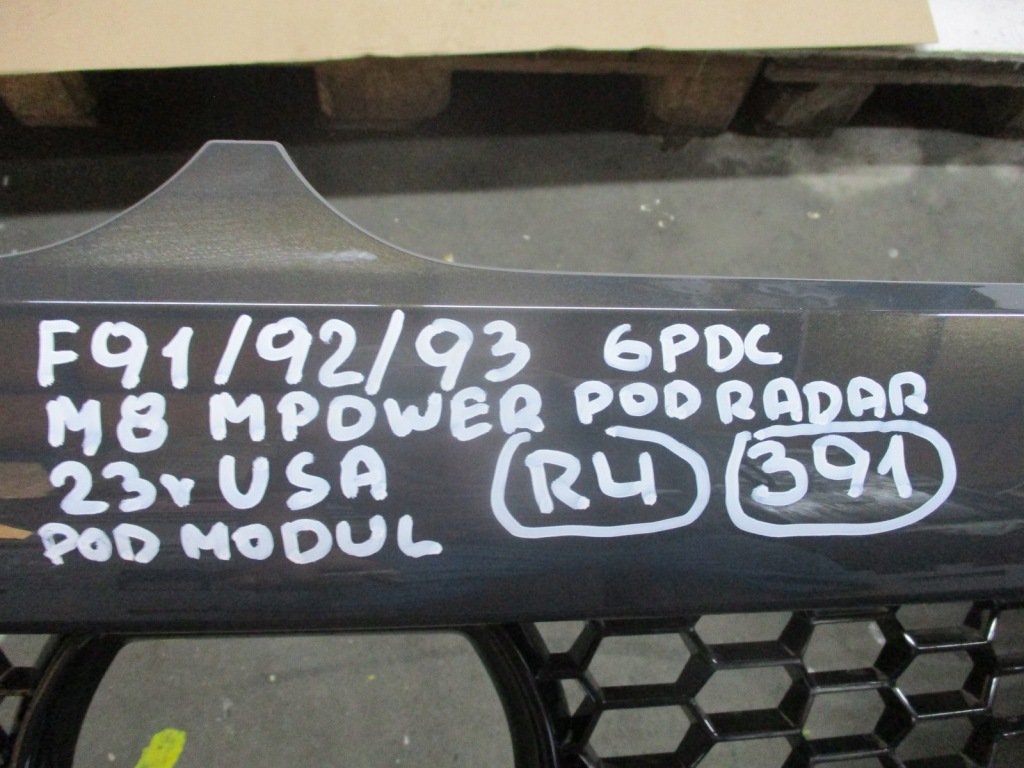 F91/92/93 6PDC
M8 MPOWER POD RADAR
23r USA R4 391
POD MODUL